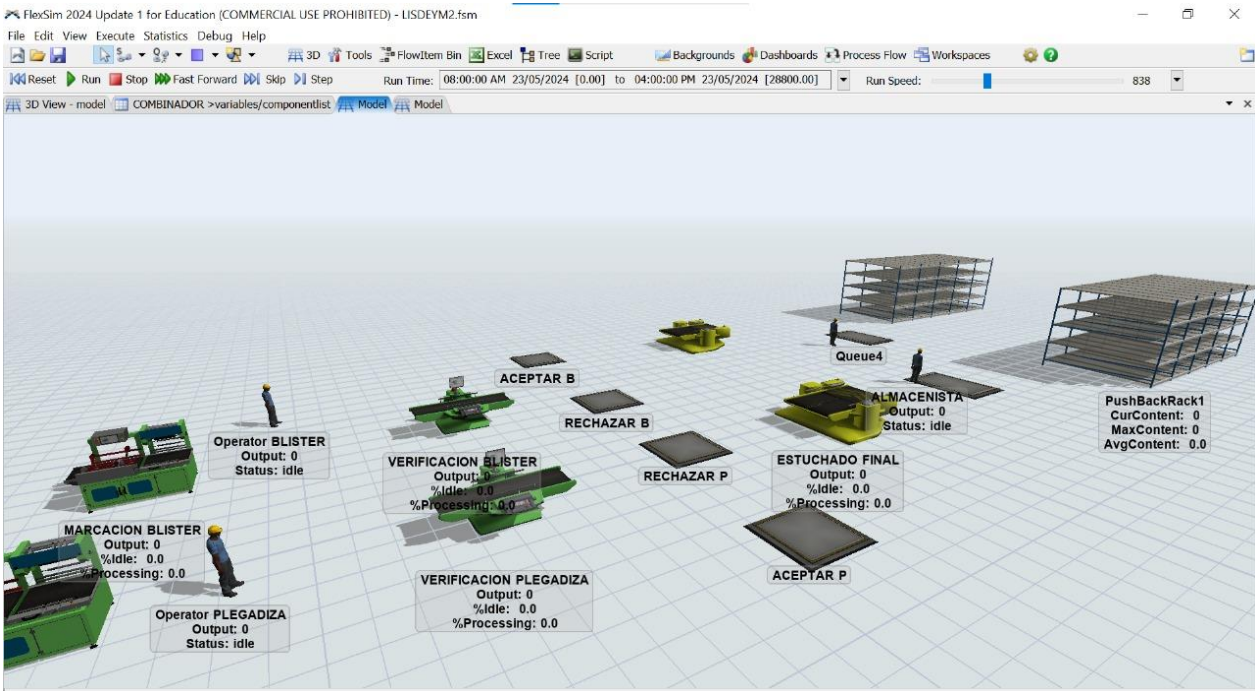 FlexSim 2024 Update 1 for Education (COMMERCIAL USE PROHIBITED) - LISDEYM2.fsm
File Edit View Execute Statistics Debug Help
3D Tools FlowItem Bin Excel Tree Script Backgrounds Dashboards Process Flow Workspaces
Reset Run Stop Fast Forward Skip Step Run Time: 08:00:00 AM 23/05/2024 [0.00] to 04:00:00 PM 23/05/2024 [28800.00] Run Speed: 838
3D View - model COMBINADOR >variables/componentlist Model Model
Queue4
ACEPTAR B
ALMACENISTA
Output: 0
Status: idle
PushBackRack1
CurContent: 0
MaxContent: 0
AvgContent: 0.0
RECHAZAR B
Operator BLISTER
Output: 0
Status: idle
VERIFICACION BLISTER
Output: 0
%Idle: 0.0
%Processing: 0.0
RECHAZAR P
ESTUCHADO FINAL
Output: 0
%Idle: 0.0
%Processing: 0.0
MARCACION BLISTER
Output: 0
%Idle: 0.0
%Processing: 0.0
VERIFICACION PLEGADIZA
Output: 0
%Idle: 0.0
%Processing: 0.0
ACEPTAR P
Operator PLEGADIZA
Output: 0
Status: idle